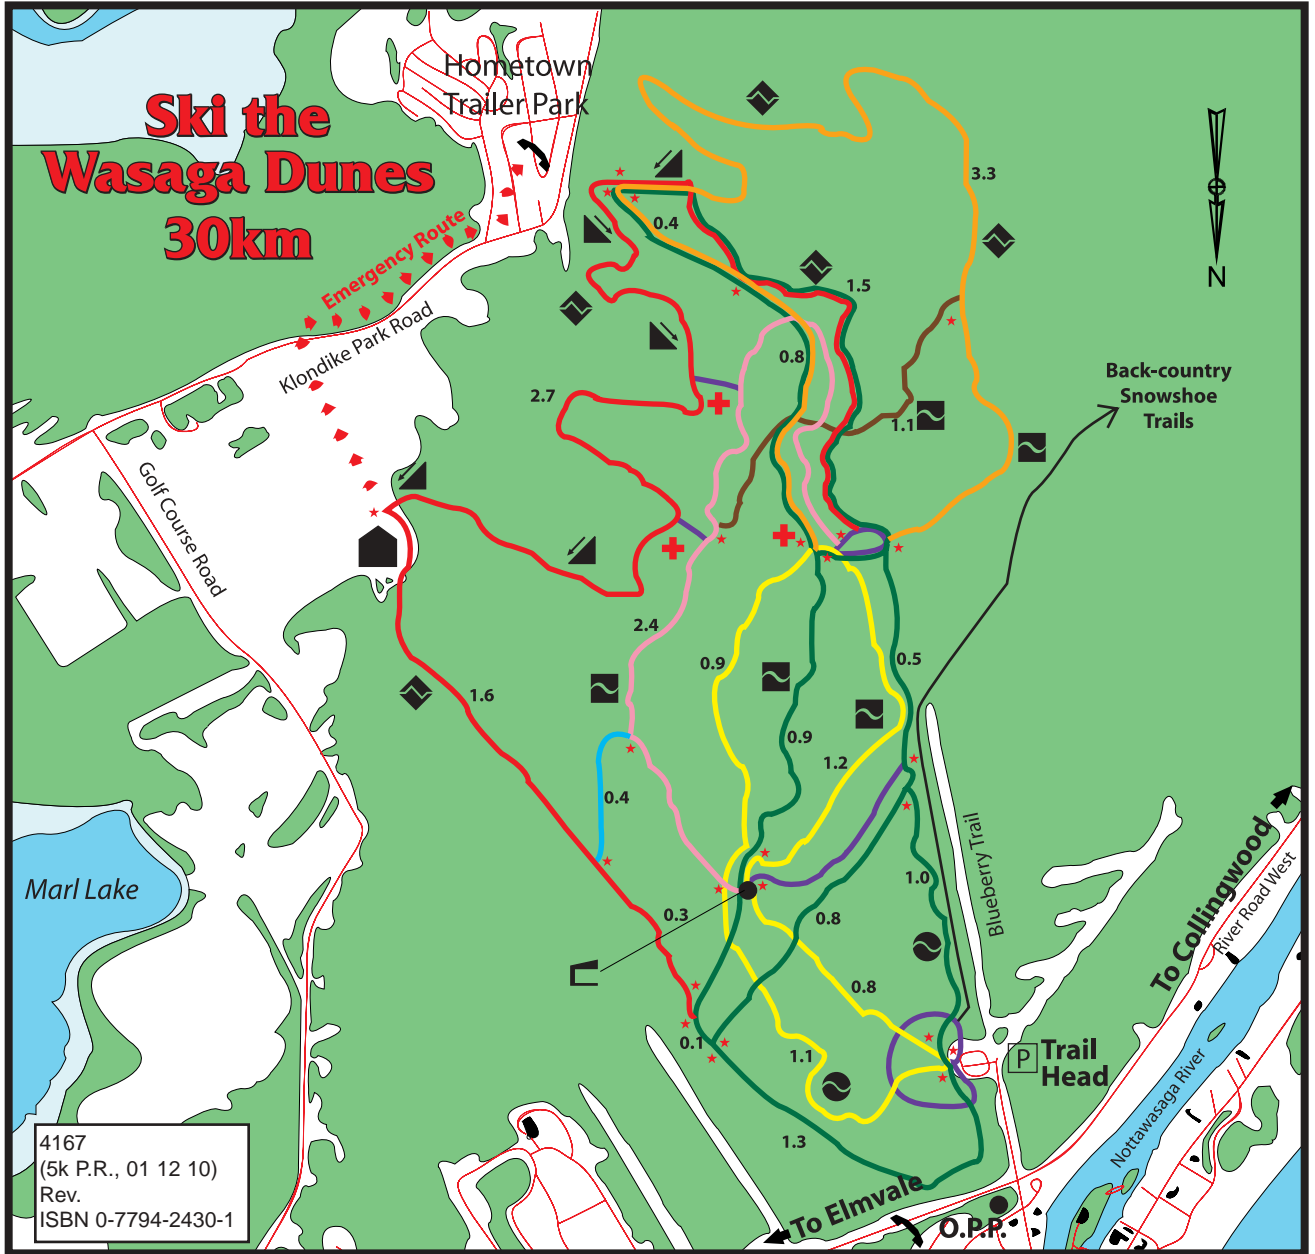 Hometown
Trailer Park
Ski the
Wasaga Dunes
30km
Emergency Route
Klondike Park Road
Golf Course Road
3.3
0.4
1.5
0.8
N
Back-country
Snowshoe
Trails
2.7
1.1
2.4
0.9
0.5
1.6
0.9
1.2
0.4
Marl Lake
Blueberry Trail
1.0
0.3
0.8
To Collingwood
River Road West
0.8
0.1
1.1
P
Trail
Head
Nottawasaga River
1.3
To Elmvale
O.P.P.
4167
(5k P.R., 01 12 10)
Rev.
ISBN 0-7794-2430-1